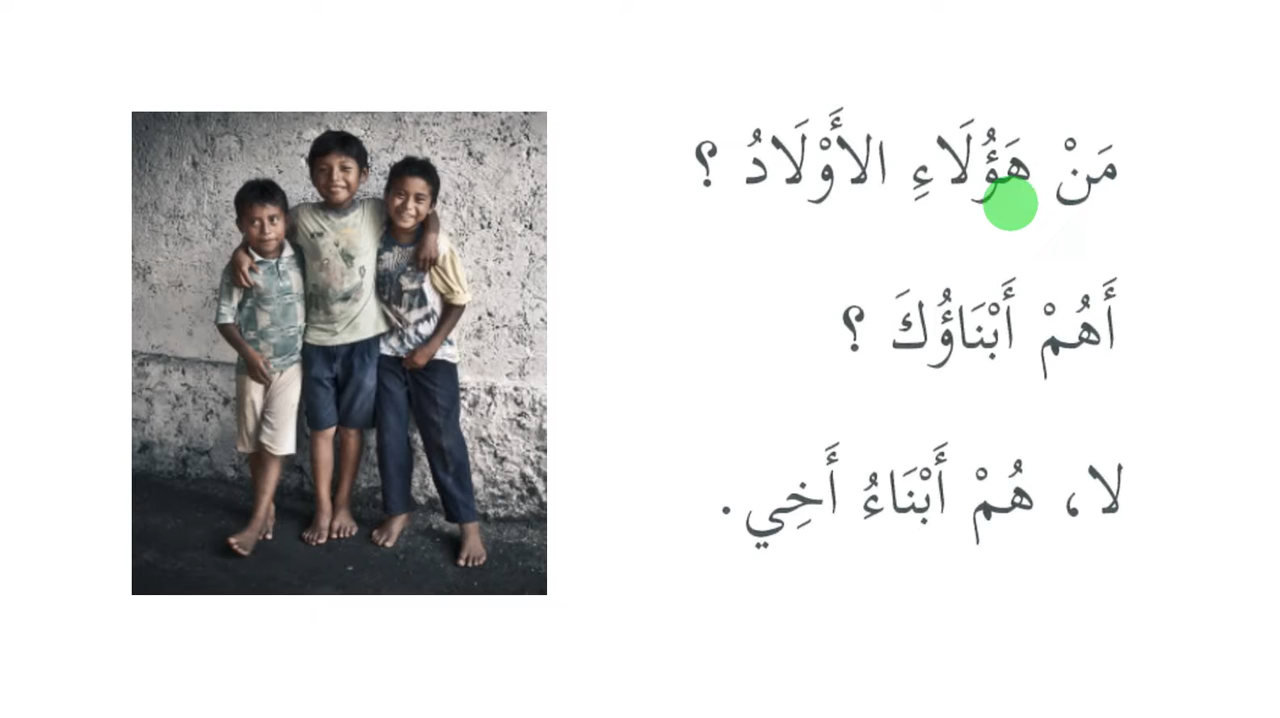 مَنْ هَؤُلَاءِ الأَوْلَادُ ؟
أَهُمْ أَبْنَاؤُكَ ؟
لا، هُمْ أَبْنَاءُ أَخِي.